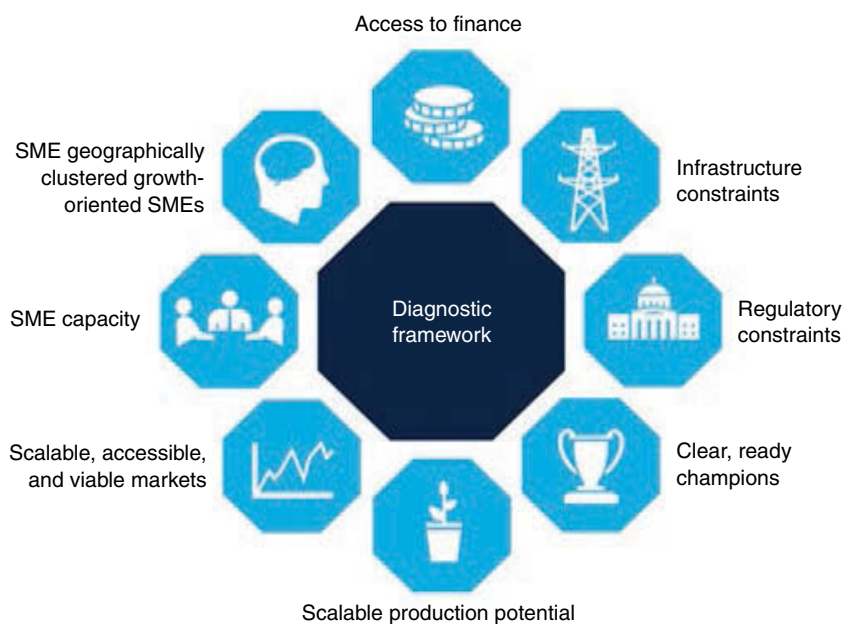 Access to finance
SME geographically
clustered growth-
oriented SMEs
Infrastructure
constraints
SME capacity
Diagnostic
framework
Regulatory
constraints
Scalable, accessible,
and viable markets
Clear, ready
champions
Scalable production potential